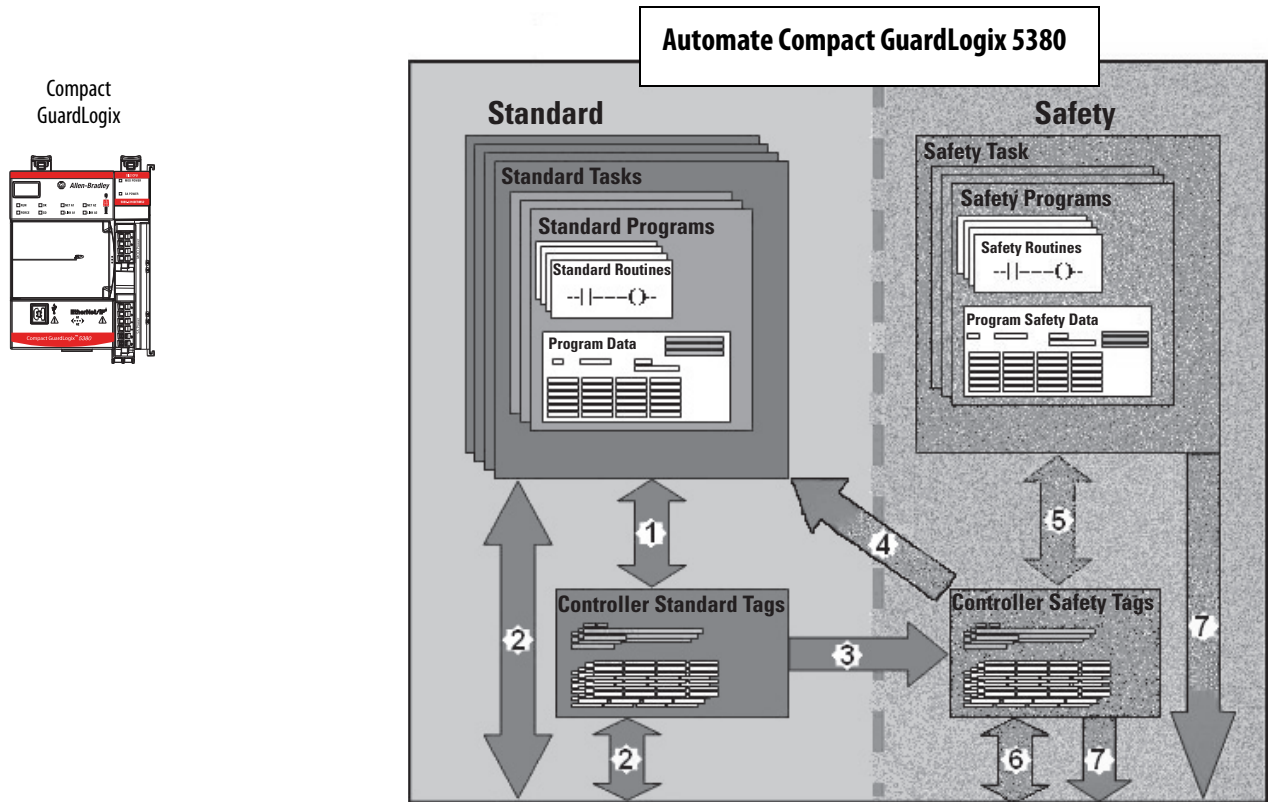 Automate Compact GuardLogix 5380
Compact
GuardLogix
Allen-Bradley
EtherNet/IP
Compact GuardLogix™ 5380
Standard
Standard Tasks
Standard Programs
Standard Routines
Program Data
Safety
Safety Task
Safety Programs
Safety Routines
Program Safety Data
1
2
3
4
5
Controller Standard Tags
Controller Safety Tags
7
2
6
7